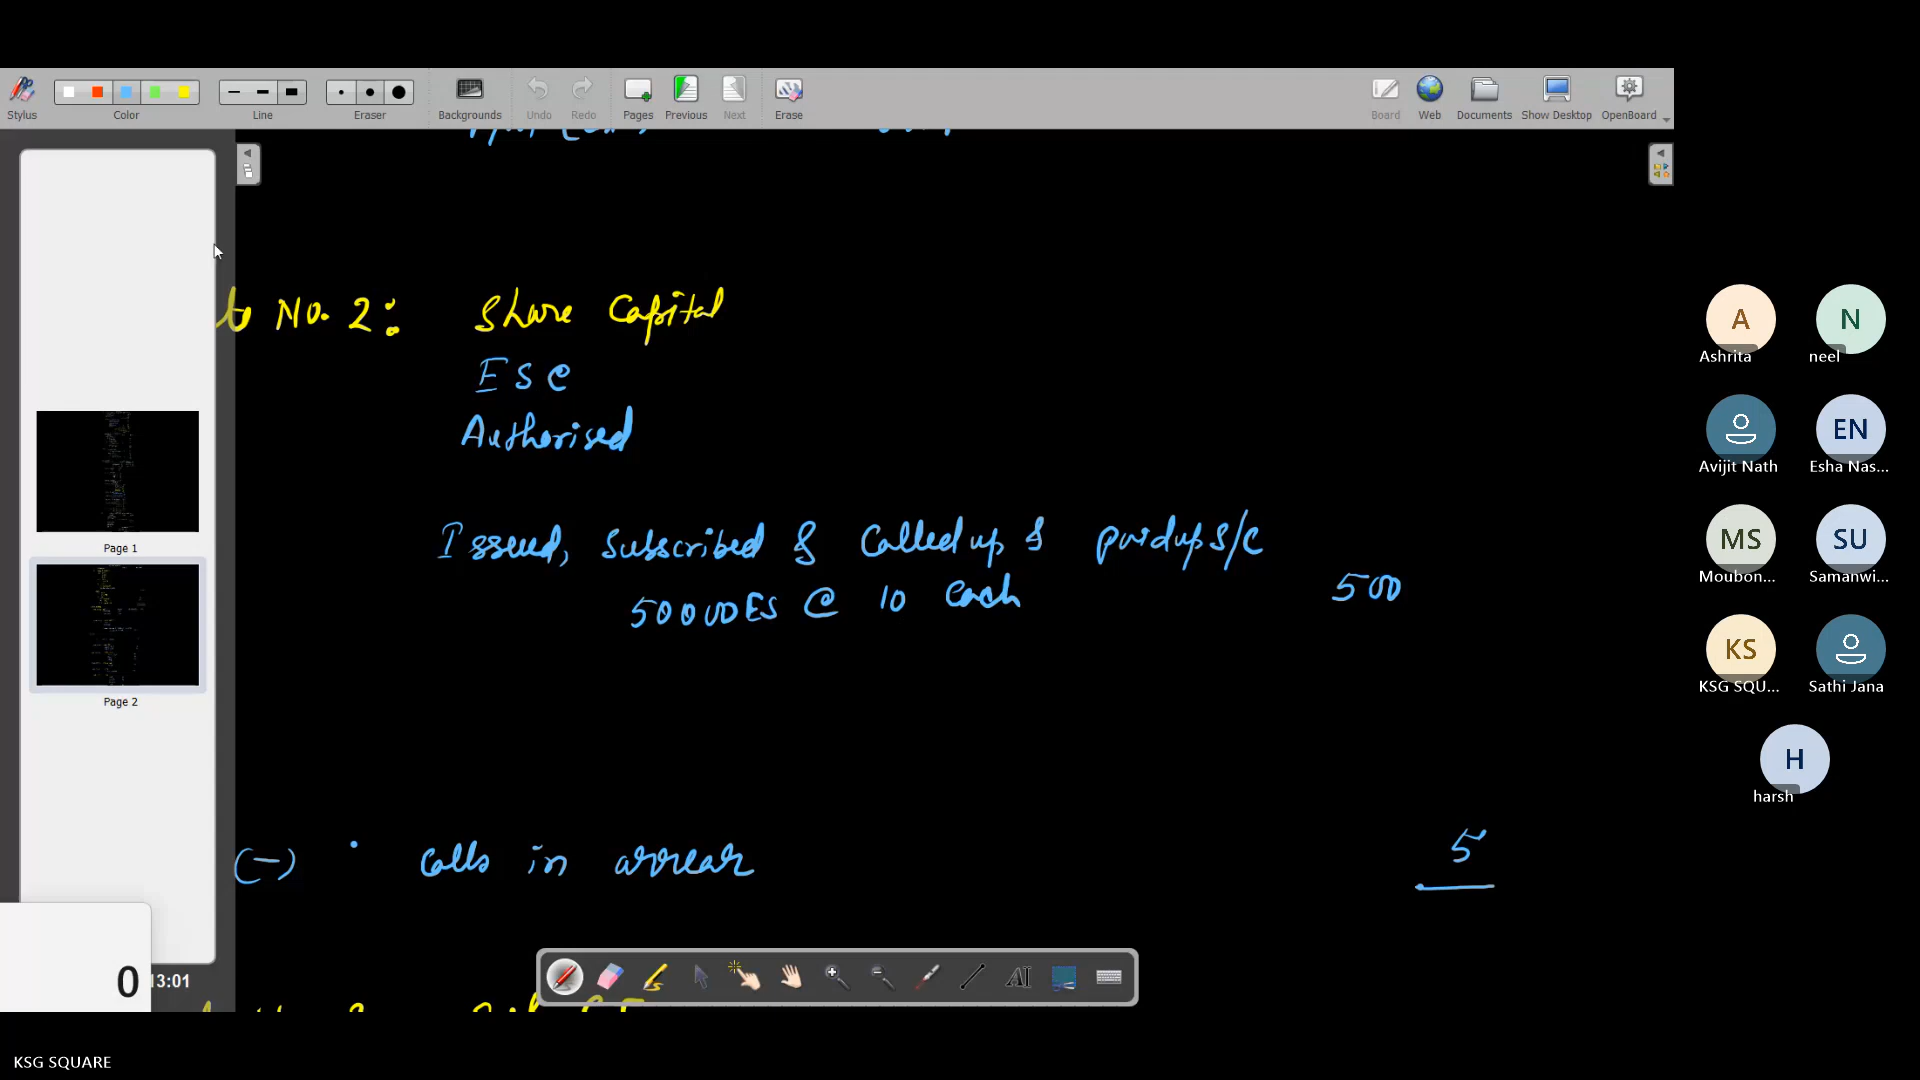 Stylus
Color
Line
Eraser
Backgrounds
Undo
Redo
Pages
Previous
Next
Erase
Board
Web
Documents
Show Desktop
OpenBoard
No. 2: Share Capital
ESC
Authorised
Issued, Subscribed & Called up & paidup S/C
50000 ES @ 10 each 500
(-) Calls in arrear 5
Page 1
Page 2
0
13:01
A
Ashrita
N
neel
Avijit Nath
EN
Esha Nas...
MS
Moubon...
SU
Samanwi...
KS
KSG SQU...
Sathi Jana
H
harsh
AI
KSG SQUARE